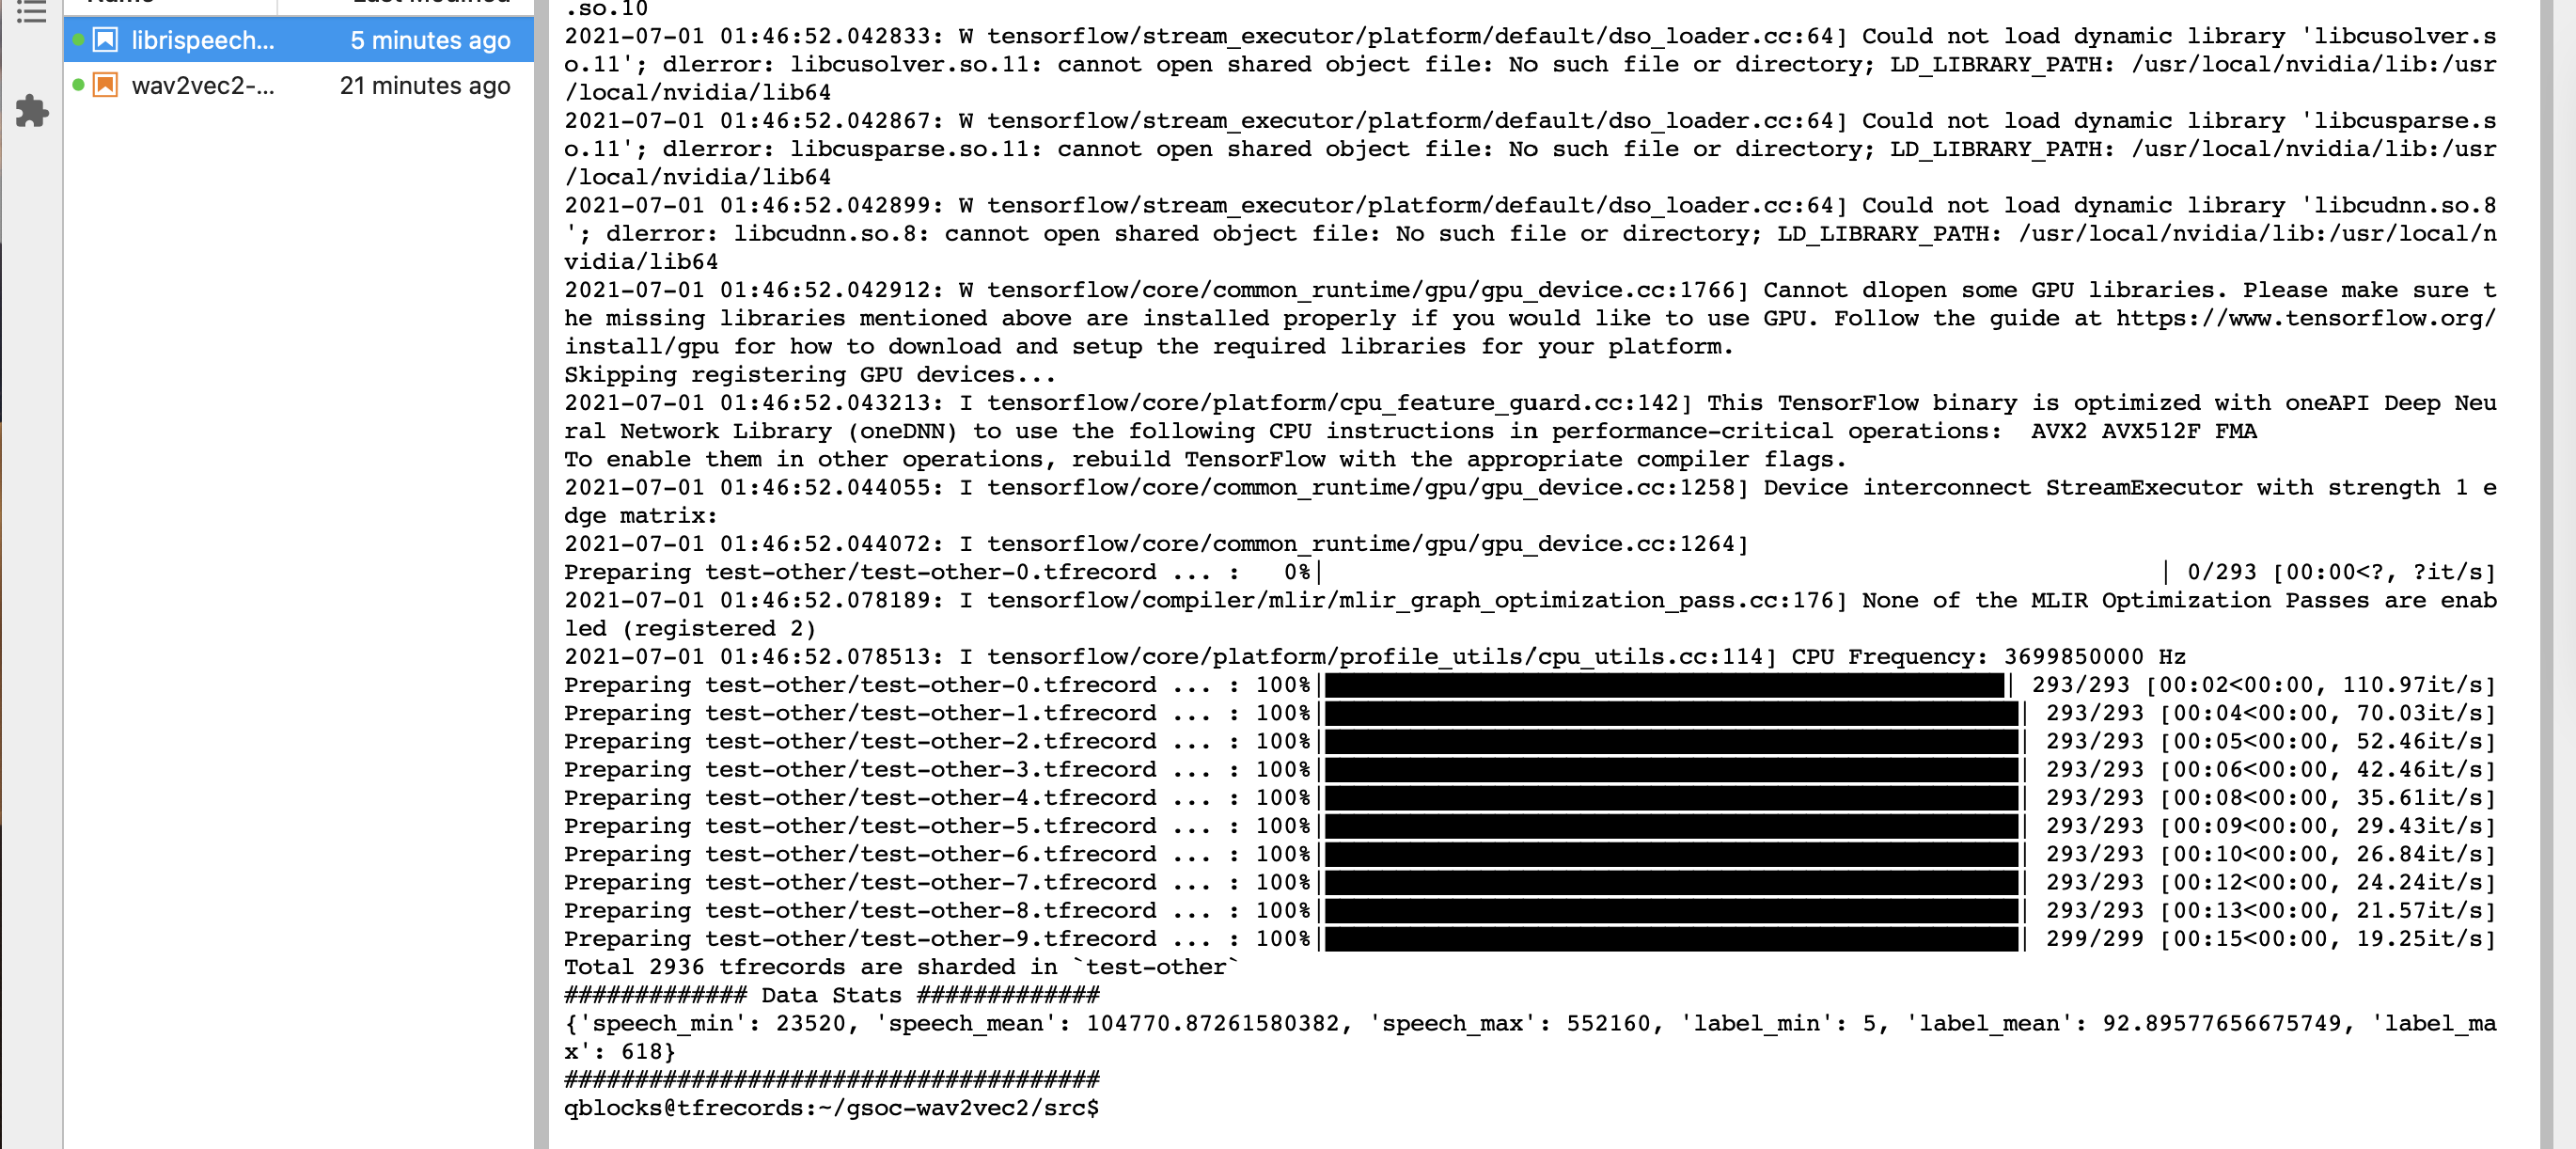 Name Last Modified
.so.10
librispeech... 5 minutes ago
wav2vec2-... 21 minutes ago
2021-07-01 01:46:52.042833: W tensorflow/stream_executor/platform/default/dso_loader.cc:64] Could not load dynamic library 'libcusolver.s
o.11'; dlerror: libcusolver.so.11: cannot open shared object file: No such file or directory; LD_LIBRARY_PATH: /usr/local/nvidia/lib:/usr
/local/nvidia/lib64
2021-07-01 01:46:52.042867: W tensorflow/stream_executor/platform/default/dso_loader.cc:64] Could not load dynamic library 'libcusparse.s
o.11'; dlerror: libcusparse.so.11: cannot open shared object file: No such file or directory; LD_LIBRARY_PATH: /usr/local/nvidia/lib:/usr
/local/nvidia/lib64
2021-07-01 01:46:52.042899: W tensorflow/stream_executor/platform/default/dso_loader.cc:64] Could not load dynamic library 'libcudnn.so.8
'; dlerror: libcudnn.so.8: cannot open shared object file: No such file or directory; LD_LIBRARY_PATH: /usr/local/nvidia/lib:/usr/local/n
vidia/lib64
2021-07-01 01:46:52.042912: W tensorflow/core/common_runtime/gpu/gpu_device.cc:1766] Cannot dlopen some GPU libraries. Please make sure t
he missing libraries mentioned above are installed properly if you would like to use GPU. Follow the guide at https://www.tensorflow.org/
install/gpu for how to download and setup the required libraries for your platform.
Skipping registering GPU devices...
2021-07-01 01:46:52.043213: I tensorflow/core/platform/cpu_feature_guard.cc:142] This TensorFlow binary is optimized with oneAPI Deep Neu
ral Network Library (oneDNN) to use the following CPU instructions in performance-critical operations:  AVX2 AVX512F FMA
To enable them in other operations, rebuild TensorFlow with the appropriate compiler flags.
2021-07-01 01:46:52.044055: I tensorflow/core/common_runtime/gpu/gpu_device.cc:1258] Device interconnect StreamExecutor with strength 1 e
dge matrix:
2021-07-01 01:46:52.044072: I tensorflow/core/common_runtime/gpu/gpu_device.cc:1264]
Preparing test-other/test-other-0.tfrecord ... :   0%| | 0/293 [00:00<?, ?it/s]
2021-07-01 01:46:52.078189: I tensorflow/compiler/mlir/mlir_graph_optimization_pass.cc:176] None of the MLIR Optimization Passes are enab
led (registered 2)
2021-07-01 01:46:52.078513: I tensorflow/core/platform/profile_utils/cpu_utils.cc:114] CPU Frequency: 3699850000 Hz
Preparing test-other/test-other-0.tfrecord ... : 100%| | 293/293 [00:02<00:00, 110.97it/s]
Preparing test-other/test-other-1.tfrecord ... : 100%| | 293/293 [00:04<00:00, 70.03it/s]
Preparing test-other/test-other-2.tfrecord ... : 100%| | 293/293 [00:05<00:00, 52.46it/s]
Preparing test-other/test-other-3.tfrecord ... : 100%| | 293/293 [00:06<00:00, 42.46it/s]
Preparing test-other/test-other-4.tfrecord ... : 100%| | 293/293 [00:08<00:00, 35.61it/s]
Preparing test-other/test-other-5.tfrecord ... : 100%| | 293/293 [00:09<00:00, 29.43it/s]
Preparing test-other/test-other-6.tfrecord ... : 100%| | 293/293 [00:10<00:00, 26.84it/s]
Preparing test-other/test-other-7.tfrecord ... : 100%| | 293/293 [00:12<00:00, 24.24it/s]
Preparing test-other/test-other-8.tfrecord ... : 100%| | 293/293 [00:13<00:00, 21.57it/s]
Preparing test-other/test-other-9.tfrecord ... : 100%| | 299/299 [00:15<00:00, 19.25it/s]
Total 2936 tfrecords are sharded in `test-other`
############# Data Stats #############
{'speech_min': 23520, 'speech_mean': 104770.87261580382, 'speech_max': 552160, 'label_min': 5, 'label_mean': 92.89577656675749, 'label_ma
x': 618}
######################################
qblocks@tfrecords:~/gsoc-wav2vec2/src$